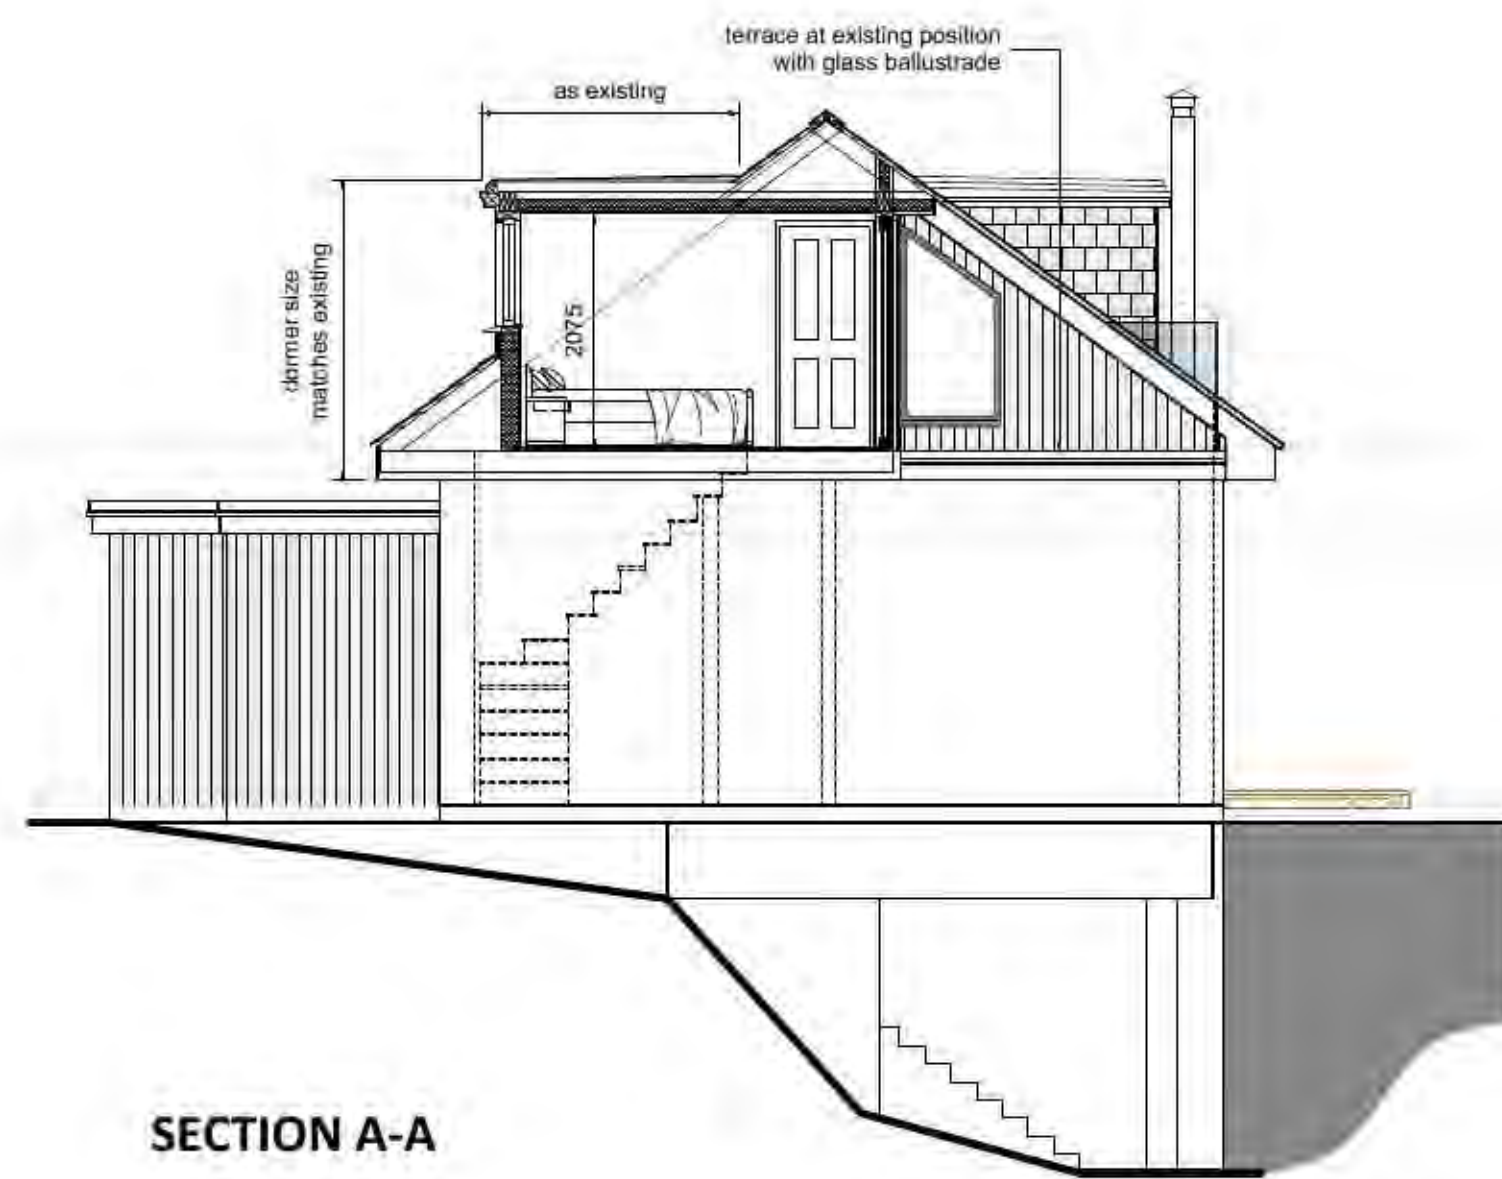 terrace at existing position
with glass ballustrade
as existing
dormer size
matches existing
2075
SECTION A-A